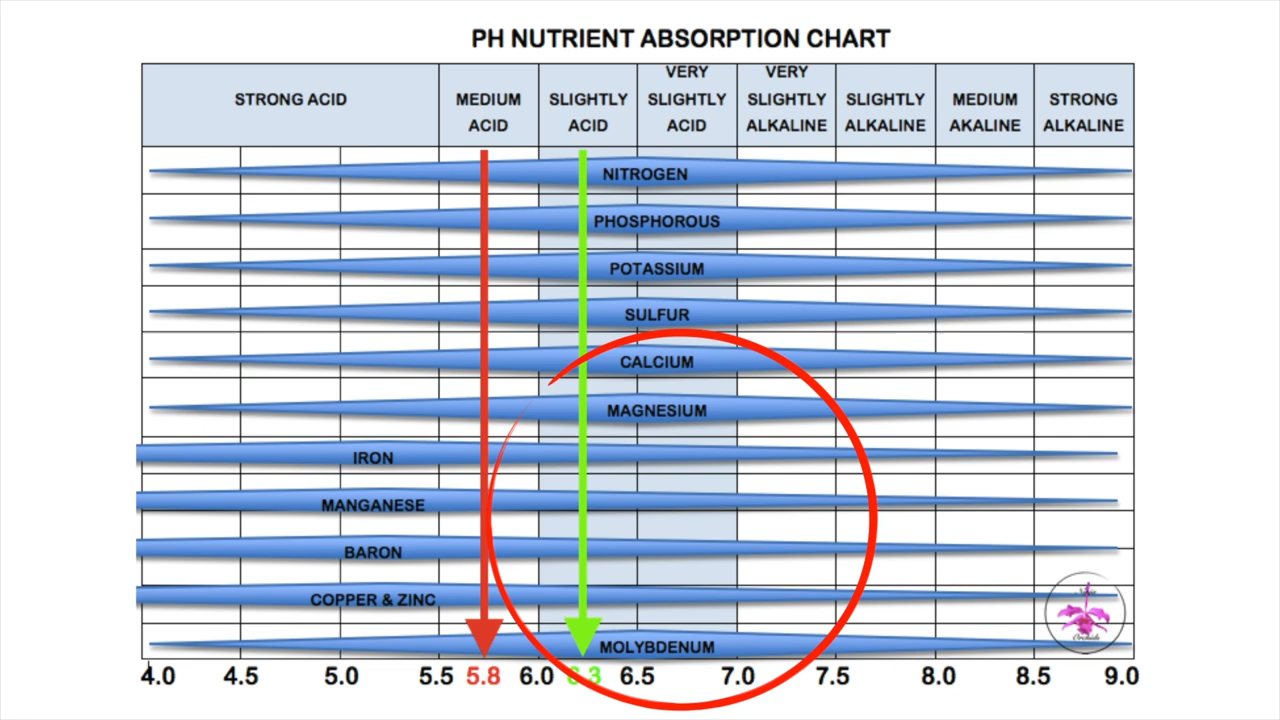 PH NUTRIENT ABSORPTION CHART
STRONG ACID
MEDIUM
ACID
SLIGHTLY
ACID
VERY
SLIGHTLY
ACID
VERY
SLIGHTLY
ALKALINE
SLIGHTLY
ALKALINE
MEDIUM
AKALINE
STRONG
ALKALINE
NITROGEN
PHOSPHOROUS
POTASSIUM
SULFUR
CALCIUM
MAGNESIUM
IRON
MANGANESE
BARON
COPPER & ZINC
MOLYBDENUM
4.0 4.5 5.0 5.5 5.8 6.0 6.3 6.5 7.0 7.5 8.0 8.5 9.0
Orchids